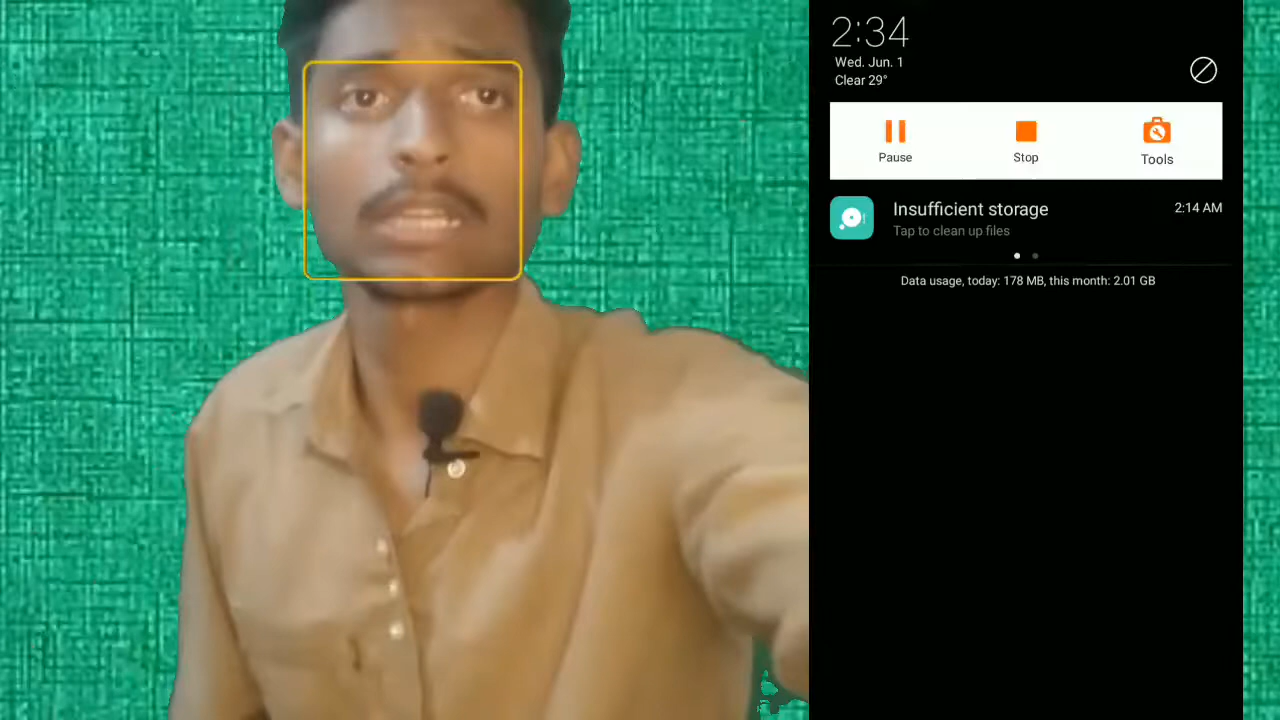 2:34
Wed. Jun. 1
Clear 29°
Pause
Stop
Tools
Insufficient storage
2:14 AM
Tap to clean up files
Data usage, today: 178 MB, this month: 2.01 GB